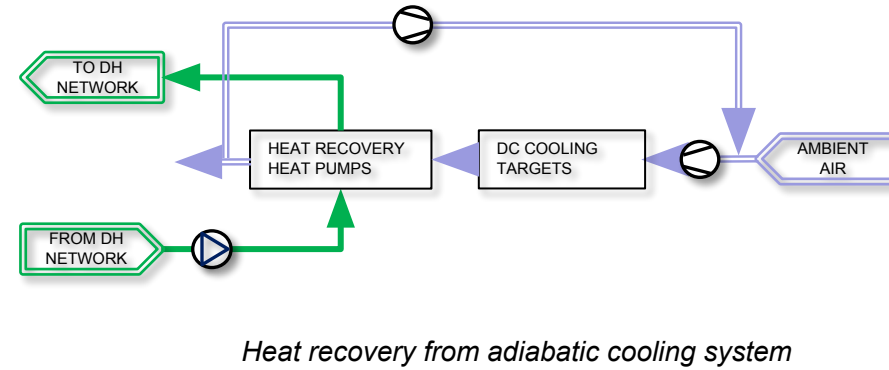 TO DH
NETWORK
HEAT RECOVERY
HEAT PUMPS
DC COOLING
TARGETS
AMBIENT
AIR
FROM DH
NETWORK
Heat recovery from adiabatic cooling system